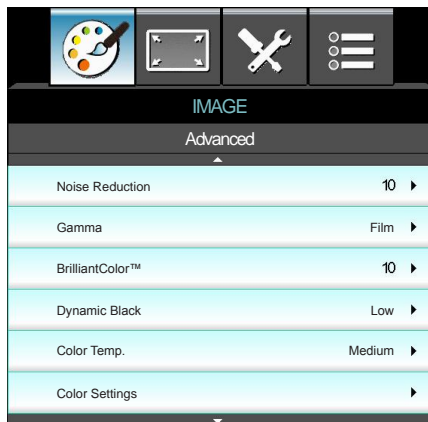 IMAGE
Advanced
Noise Reduction 10
Gamma Film
BrilliantColor™ 10
Dynamic Black Low
Color Temp. Medium
Color Settings